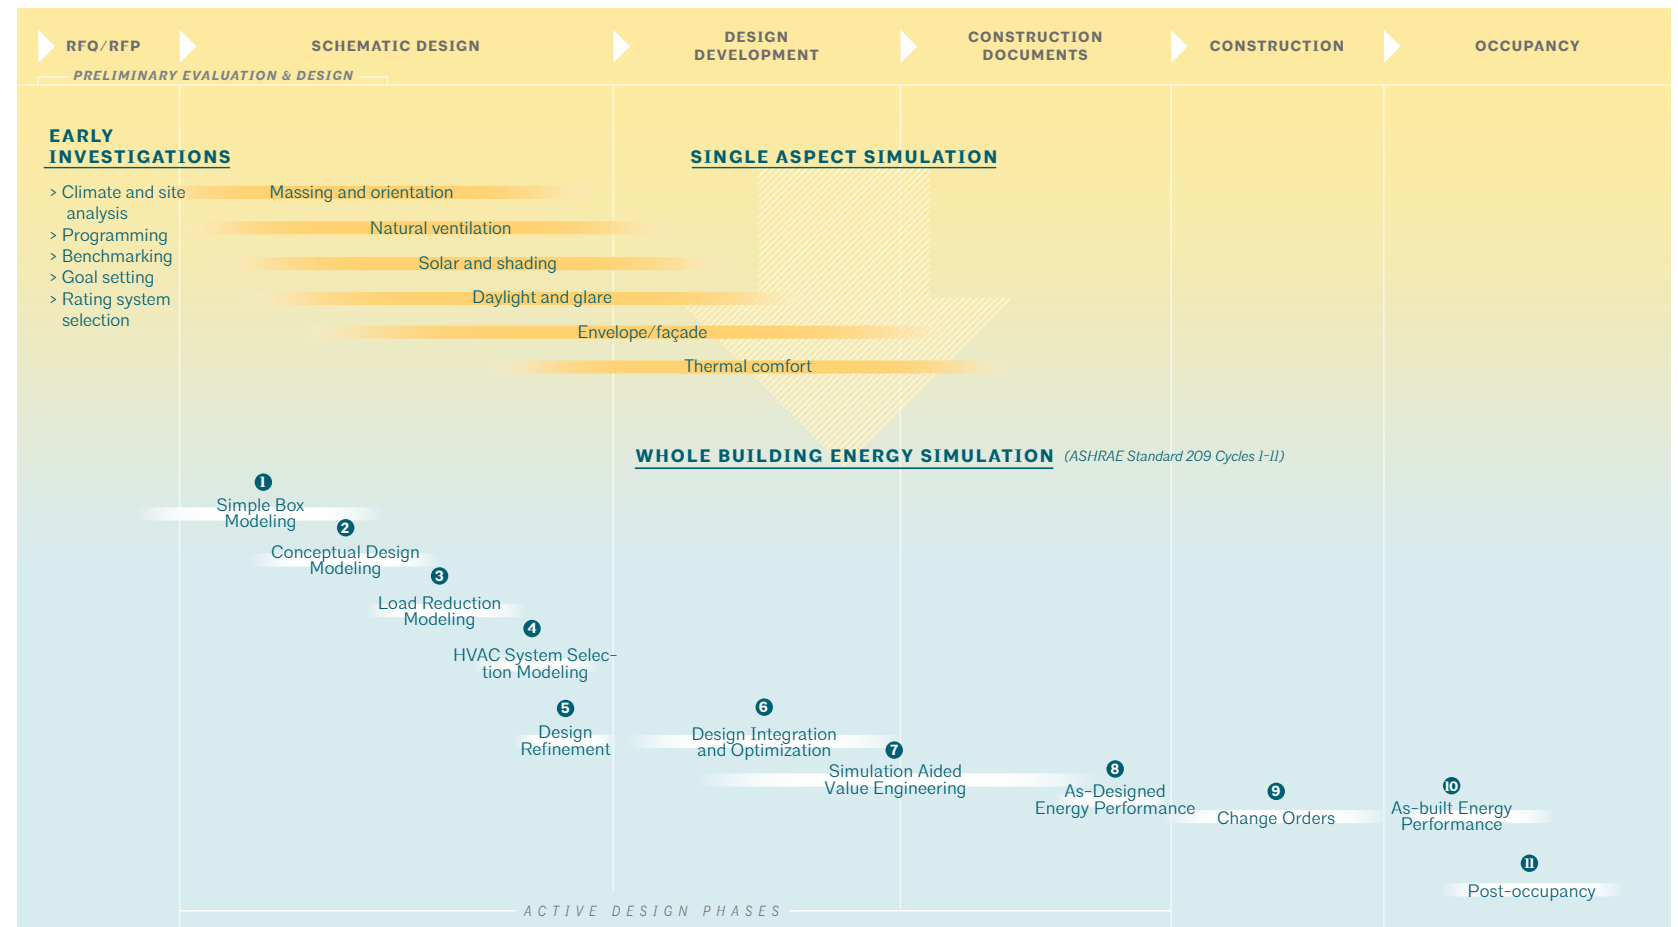 RFQ/RFP
SCHEMATIC DESIGN
DESIGN
DEVELOPMENT
CONSTRUCTION
DOCUMENTS
CONSTRUCTION
OCCUPANCY
PRELIMINARY EVALUATION & DESIGN
EARLY
INVESTIGATIONS
> Climate and site
analysis
> Programming
> Benchmarking
> Goal setting
> Rating system
selection
SINGLE ASPECT SIMULATION
Massing and orientation
Natural ventilation
Solar and shading
Daylight and glare
Envelope/façade
Thermal comfort
WHOLE BUILDING ENERGY SIMULATION (ASHRAE Standard 209 Cycles 1-11)
1
Simple Box
Modeling
2
Conceptual Design
Modeling
3
Load Reduction
Modeling
4
HVAC System Selec-
tion Modeling
5
Design
Refinement
6
Design Integration
and Optimization
7
Simulation Aided
Value Engineering
8
As-Designed
Energy Performance
9
Change Orders
10
As-built Energy
Performance
11
Post-occupancy
ACTIVE DESIGN PHASES